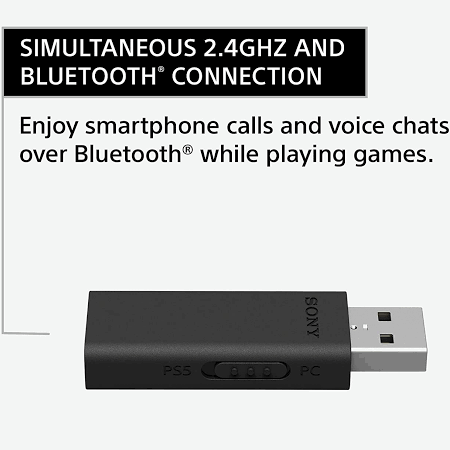 SIMULTANEOUS 2.4GHZ AND
BLUETOOTH® CONNECTION
Enjoy smartphone calls and voice chats
over Bluetooth® while playing games.
SONY
PS5 PC